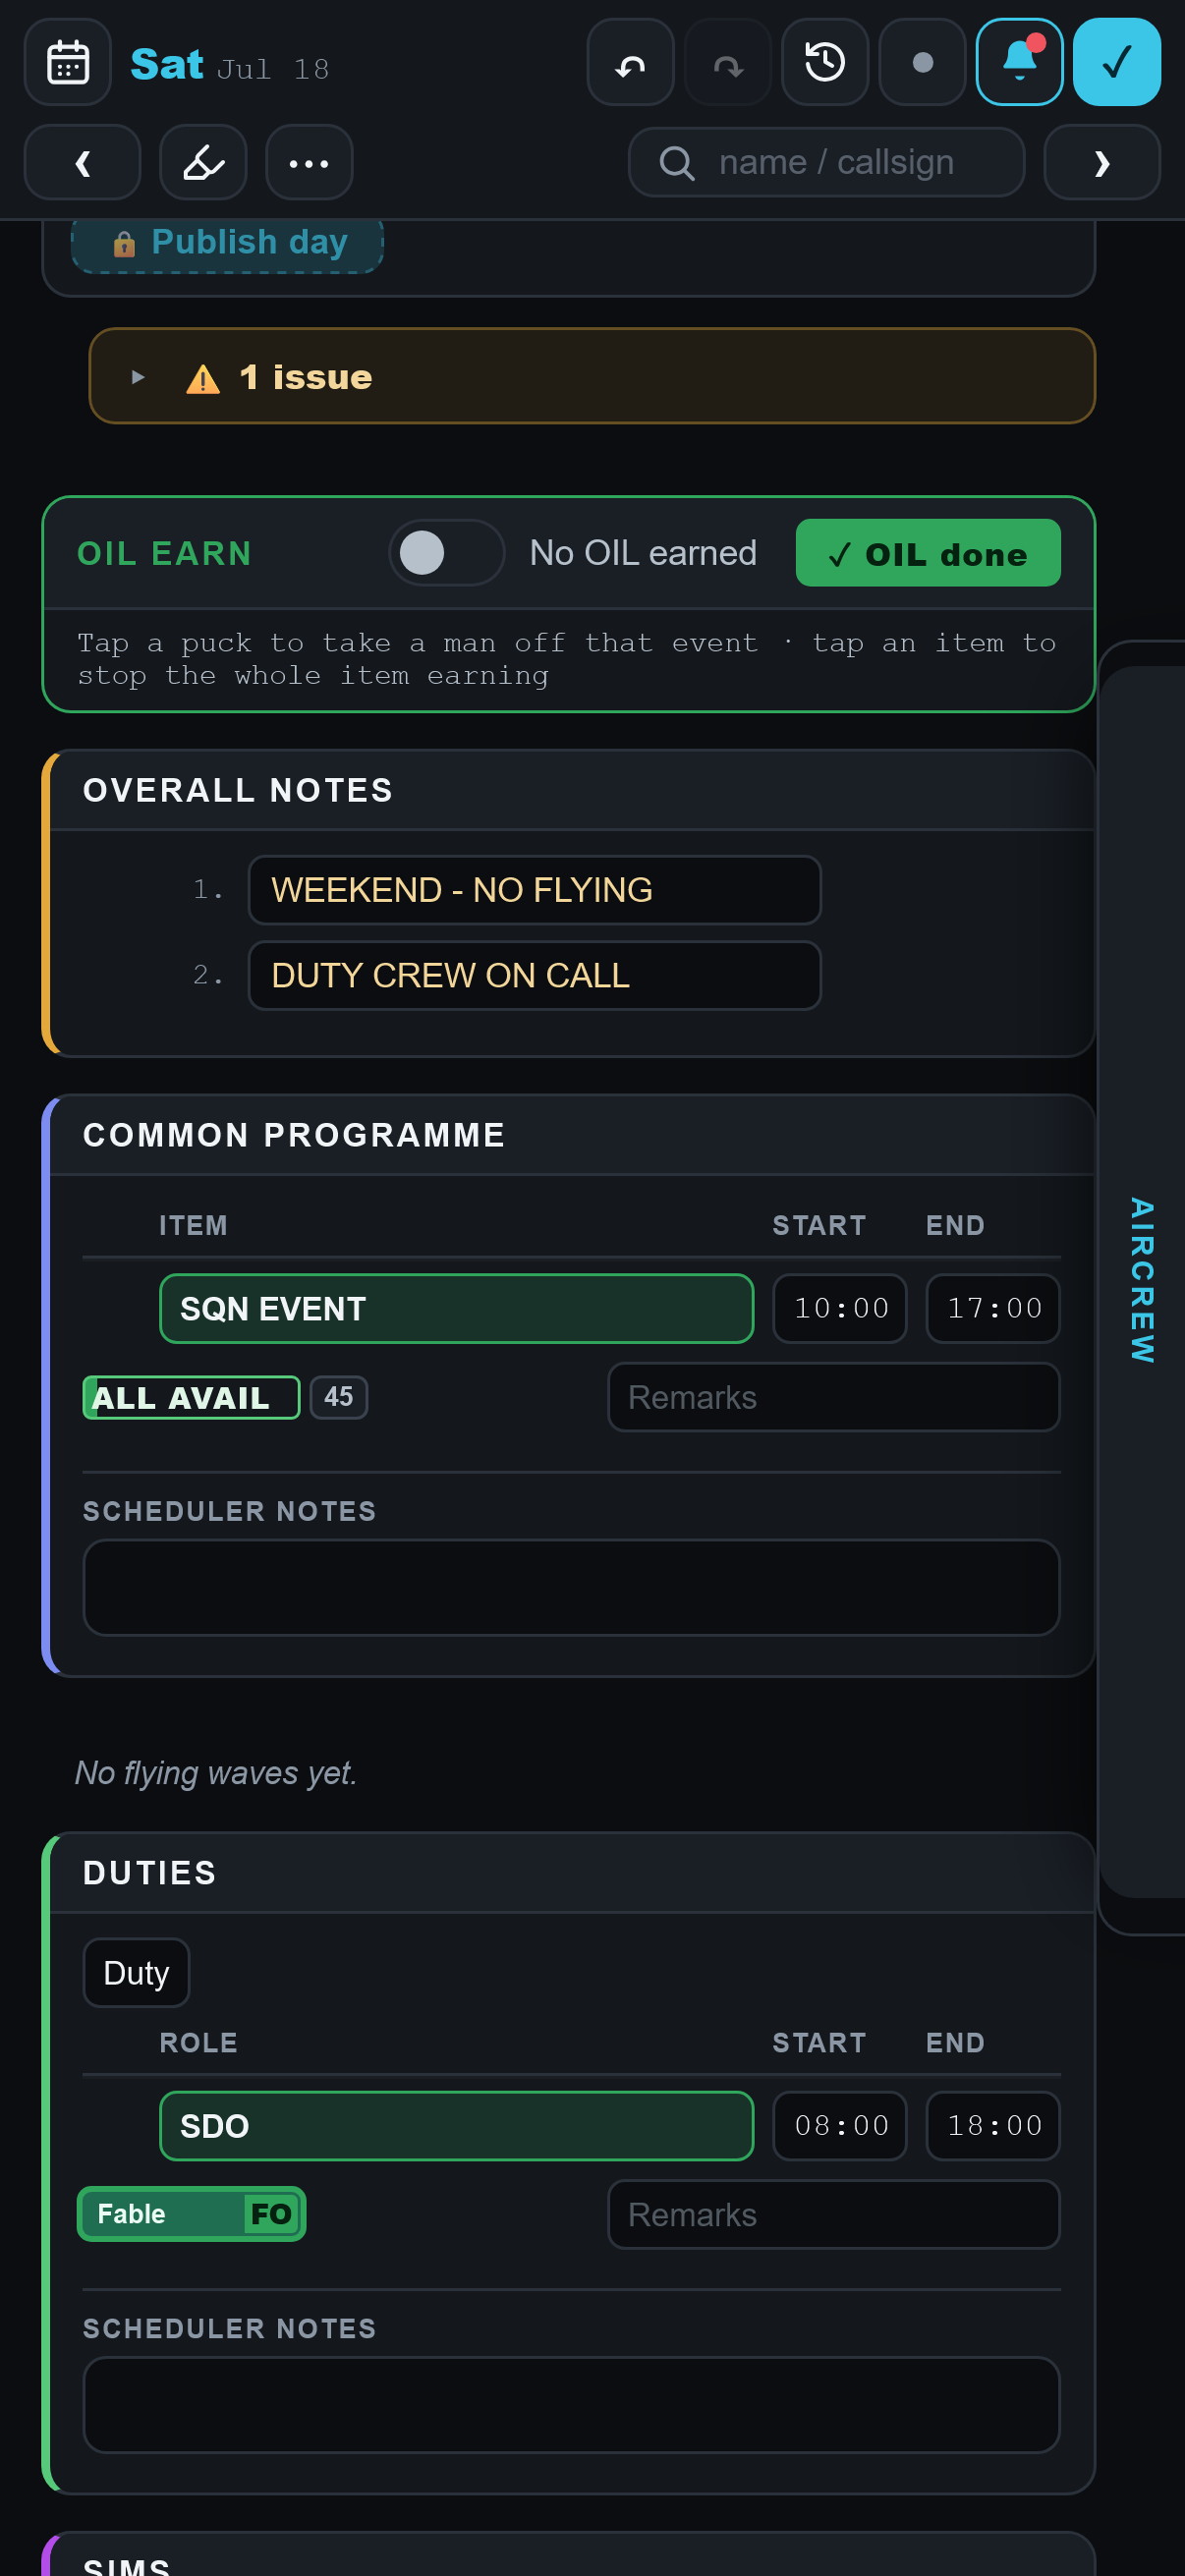 Sat Jul 18
name / callsign
Publish day
1 issue
OIL EARN No OIL earned ✓ OIL done
Tap a puck to take a man off that event · tap an item to
stop the whole item earning
OVERALL NOTES
1. WEEKEND - NO FLYING
2. DUTY CREW ON CALL
COMMON PROGRAMME
ITEM START END
SQN EVENT 10:00 17:00
ALL AVAIL 45 Remarks
SCHEDULER NOTES
AIRCREW
No flying waves yet.
DUTIES
Duty
ROLE START END
SDO 08:00 18:00
Fable FO Remarks
SCHEDULER NOTES
SIMS